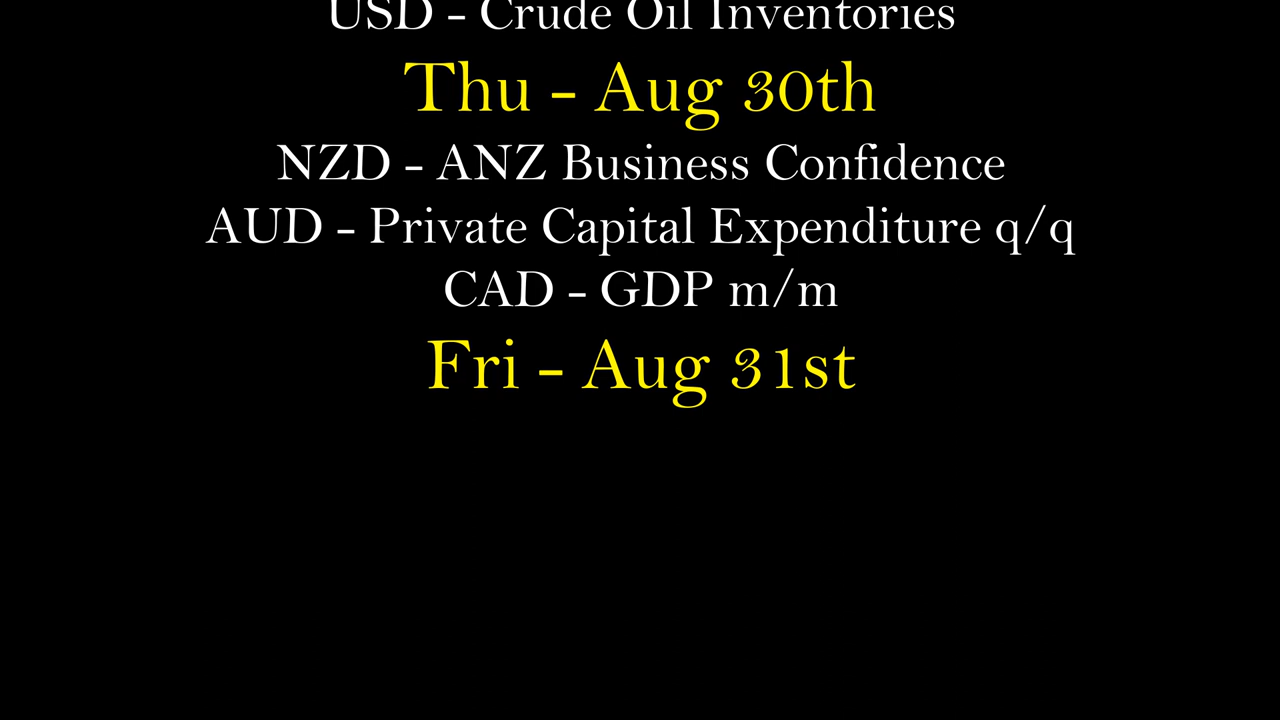 USD - Crude Oil Inventories
Thu - Aug 30th
NZD - ANZ Business Confidence
AUD - Private Capital Expenditure q/q
CAD - GDP m/m
Fri - Aug 31st